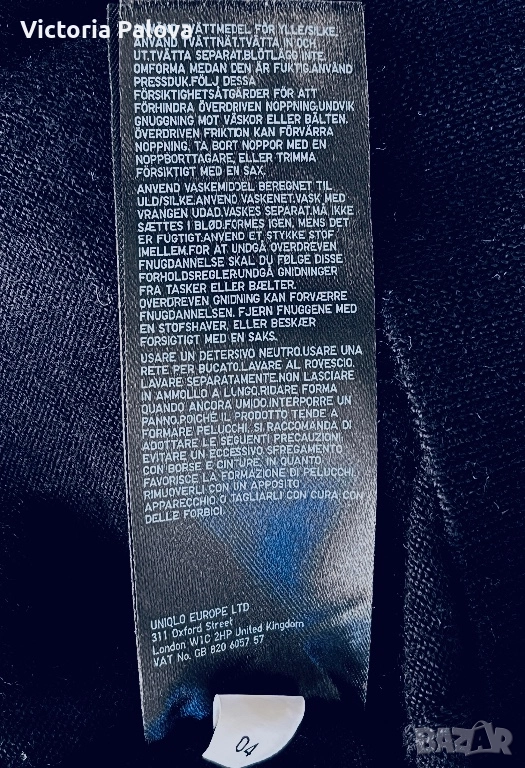 Victoria Palova
TVÄTTMEDEL FÖR YLLE/SILKE.
ANVÄND TVÄTTNÄT.TVÄTTA IN OCH
UT.TVÄTTA SEPARAT.BLÖTLÄGG INTE.
OMFORMA MEDAN DEN ÄR FUKTIG.ANVÄND
PRESSDUK.FÖLJ DESSA
FÖRSIKTIGHETSÅTGÄRDER FÖR ATT
FÖRHINDRA ÖVERDRIVEN NOPPNING.UNDVIK
GNUGGNING MOT VÄSKOR ELLER BÄLTEN.
ÖVERDRIVEN FRIKTION KAN FÖRVÄRRA
NOPPNING. TA BORT NOPPOR MED EN
NOPPBORTTAGARE, ELLER TRIMMA
FÖRSIKTIGT MED EN SAX.
ANVEND VASKEMIDDEL BEREGNET TIL
ULD/SILKE.ANVEND VASKENET.VASK MED
VRANGEN UDAD.VASKES SEPARAT.MÅ IKKE
SÆTTES I BLØD.FORMES IGEN, MENS DET
ER FUGTIGT.ANVEND ET STYKKE STOF
IMELLEM.FOR AT UNDGÅ OVERDREVEN
FNUGDANNELSE SKAL DU FØLGE DISSE
FORHOLDSREGLERUNDGÅ GNIDNINGER
FRA TASKER ELLER BÆLTER.
OVERDREVEN GNIDNING KAN FORVÆRRE
FNUGDANNELSEN. FJERN FNUGGENE MED
EN STOFSHAVER, ELLER BESKÆR
FORSIGTIGT MED EN SAKS.
USARE UN DETERSIVO NEUTRO.USARE UNA
RETE PER BUCATO.LAVARE AL ROVESCIO.
LAVARE SEPARATAMENTE.NON LASCIARE
IN AMMOLLO A LUNGO.RIDARE FORMA
QUANDO ANCORA UMIDO.INTERPORRE UN
PANNO.POICHÉ IL PRODOTTO TENDE A
FORMARE PELUCCHI, SI RACCOMANDA DI
ADOTTARE LE SEGUENTI PRECAUZIONI.
EVITARE UN ECCESSIVO SFREGAMENTO
CON BORSE E CINTURE,IN QUANTO
FAVORISCE LA FORMAZIONE DI PELUCCHI.
RIMUOVERLI CON UN APPOSITO
APPARECCHIO,O TAGLIARLI CON CURA CON
DELLE FORBICI.
UNIQLO EUROPE LTD
311 Oxford Street
London W1C 2HP United Kingdom
VAT No. GB 820 6057 57
04
BAZAR